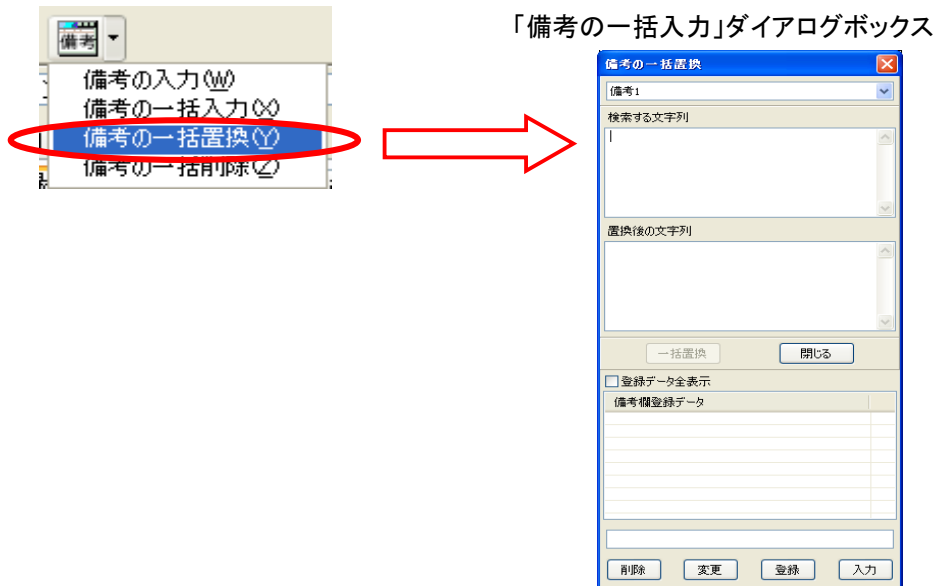 「備考の一括入力」ダイアログボックス
備考
備考の入力(W)
備考の一括入力(X)
備考の一括置換(Y)
備考の一括削除(Z)
備考の一括置換
備考1
検索する文字列
置換後の文字列
一括置換
閉じる
登録データ全表示
備考欄登録データ
削除
変更
登録
入力